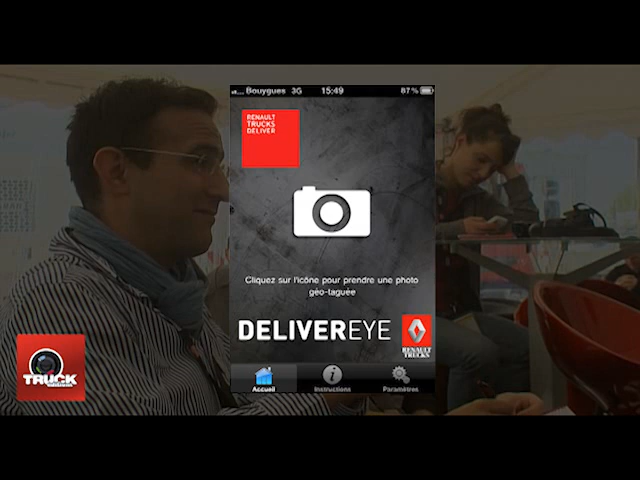 Bouygues 3G 15:49 87%
RENAULT
TRUCKS
DELIVER
Cliquez sur l'icône pour prendre une photo
géo-taguée
DELIVEREYE
RENAULT
TRUCKS
Accueil Instructions Paramètres
TRUCK